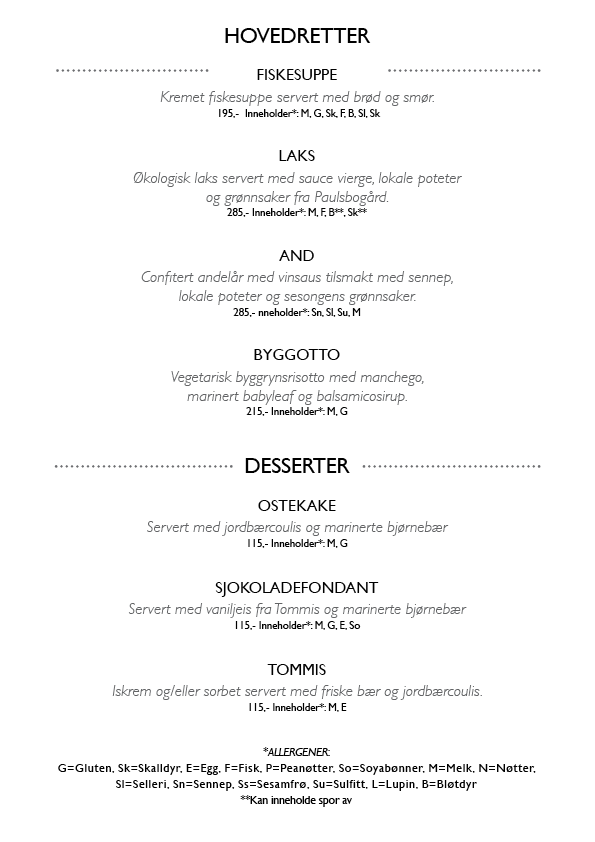 HOVEDRETTER
FISKESUPPE
Kremet fiskesuppe servert med brød og smør.
195,- Inneholder*: M, G, Sk, F, B, Sl, Sk
LAKS
Økologisk laks servert med sauce vierge, lokale poteter
og grønnsaker fra Paulsbogård.
285,- Inneholder*: M, F, B**, Sk**
AND
Confitert andelår med vinsaus tilsmakt med sennep,
lokale poteter og sesongens grønnsaker.
285,- nneholder*: Sn, Sl, Su, M
BYGGOTTO
Vegetarisk byggrynsrisotto med manchego,
marinert babyleaf og balsamicosirup.
215,- Inneholder*: M, G
DESSERTER
OSTEKAKE
Servert med jordbærcoulis og marinerte bjørnebær
115,- Inneholder*: M, G
SJOKOLADEFONDANT
Servert med vaniljeis fra Tommis og marinerte bjørnebær
115,- Inneholder*: M, G, E, So
TOMMIS
Iskrem og/eller sorbet servert med friske bær og jordbærcoulis.
115,- Inneholder*: M, E
*ALLERGENER:
G=Gluten, Sk=Skalldyr, E=Egg, F=Fisk, P=Peanøtter, So=Soyabønner, M=Melk, N=Nøtter,
Sl=Selleri, Sn=Sennep, Ss=Sesamfrø, Su=Sulfitt, L=Lupin, B=Bløtdyr
**Kan inneholde spor av